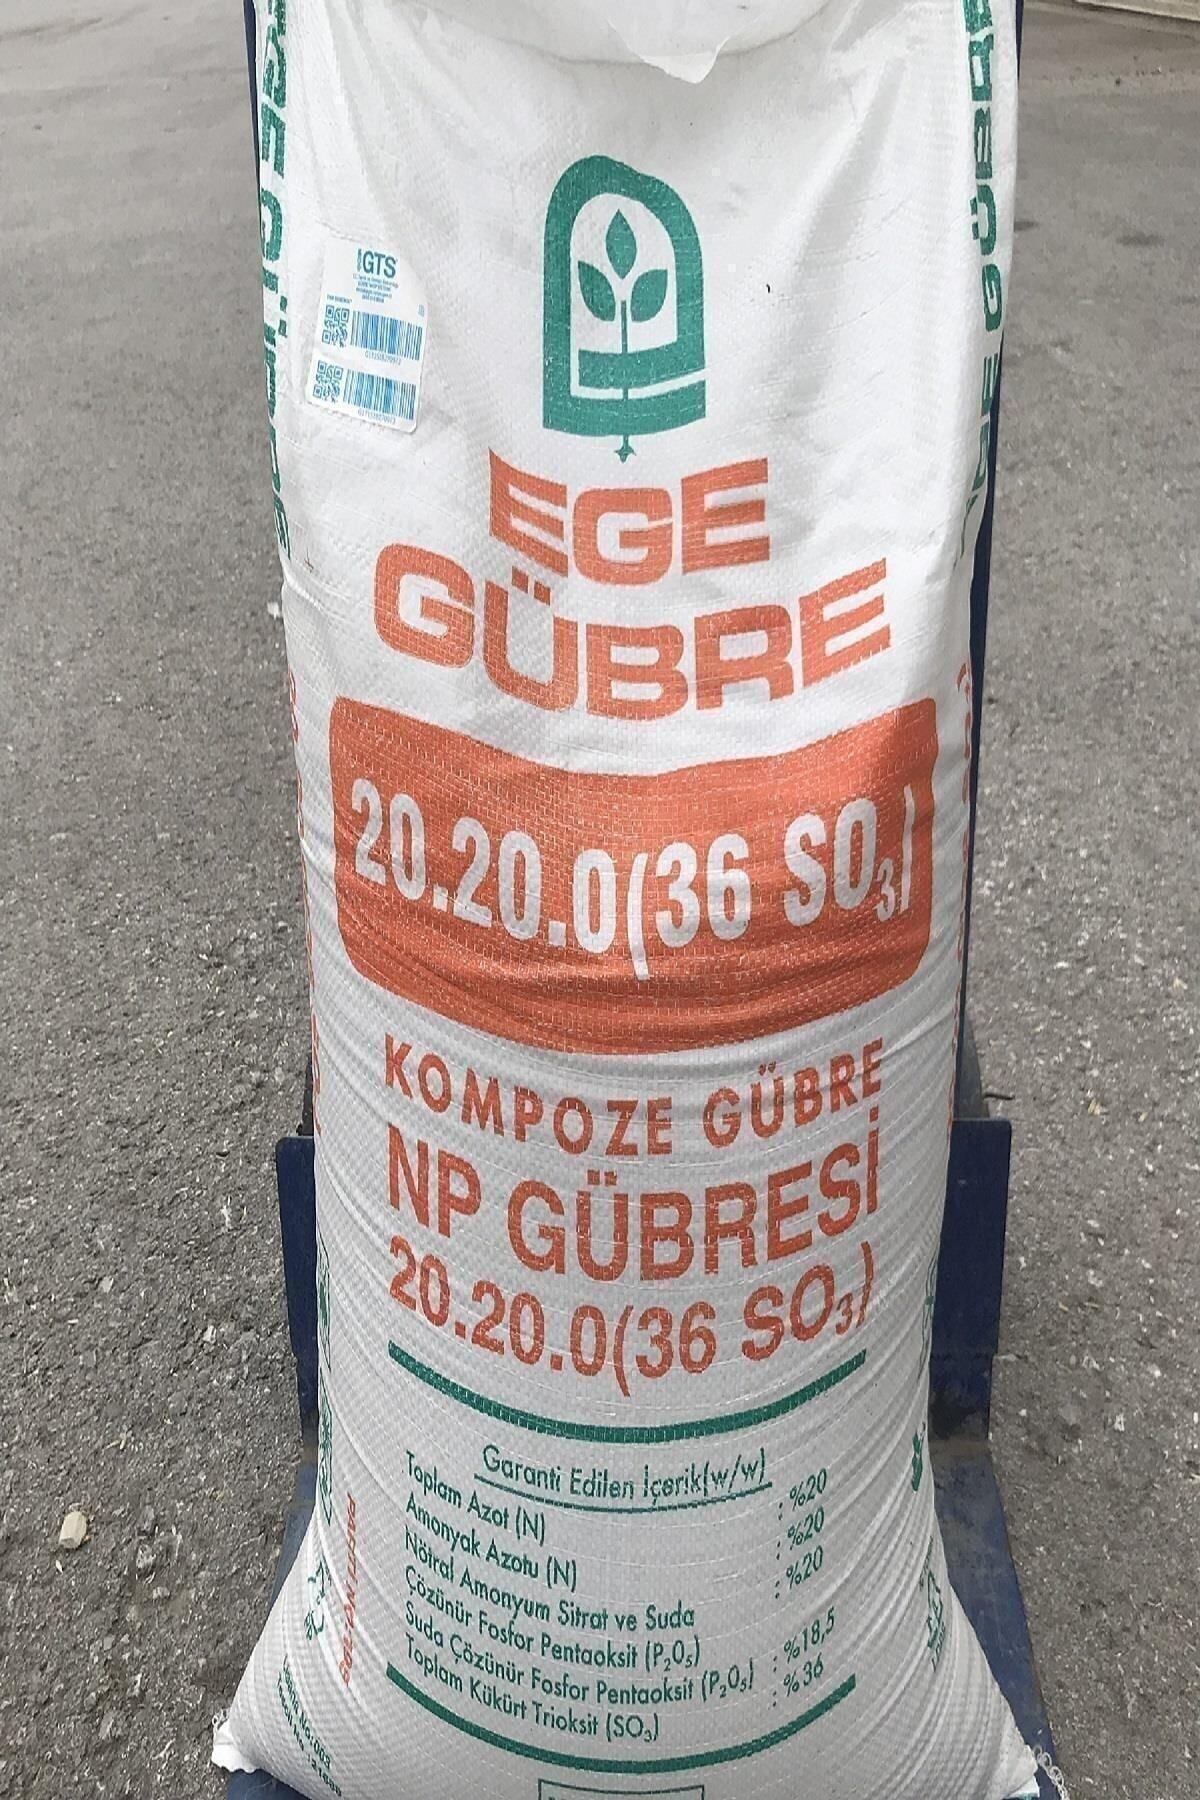 EGE GÜBRE
EGE GÜBRE
İGTS
EGE
GÜBRE
20.20.0(36 SO₃)
KOMPOZE GÜBRE
NP GÜBRESİ
20.20.0(36 SO₃)
Garanti Edilen İçerik(w/w)
Toplam Azot (N) : %20
Amonyak Azotu (N) : %20
Nötral Amonyum Sitrat ve Suda
Çözünür Fosfor Pentaoksit (P₂O₅) : %20
Suda Çözünür Fosfor Pentaoksit (P₂O₅) : %18,5
Toplam Kükürt Trioksit (SO₃) : %36